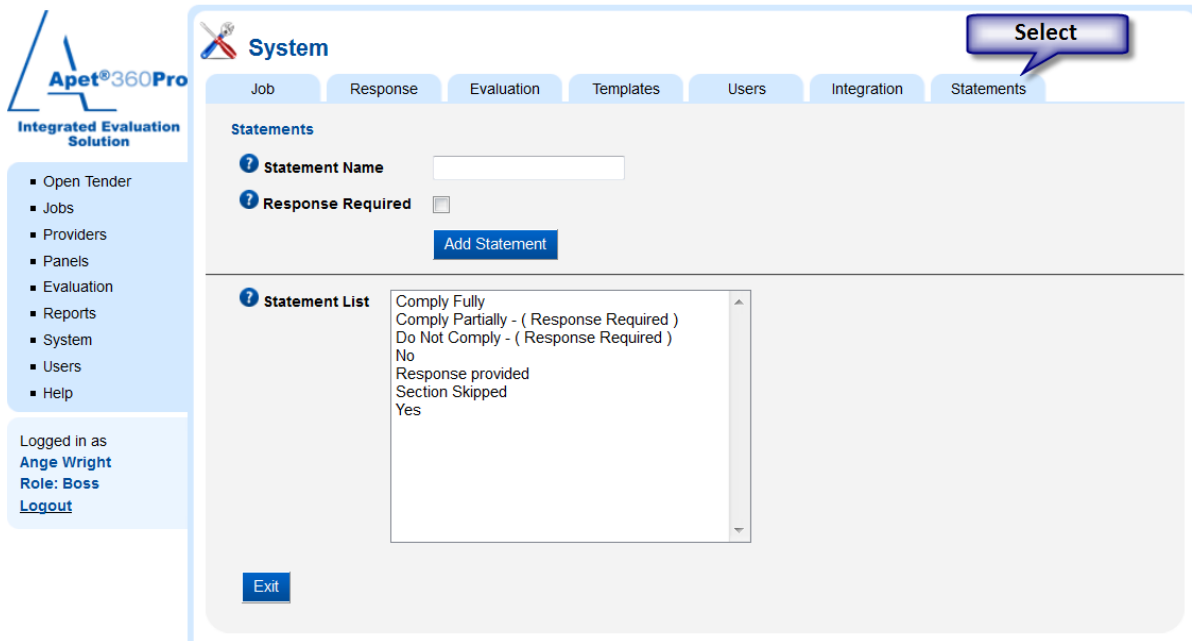 Apet®360Pro
Integrated Evaluation
Solution
Open Tender
Jobs
Providers
Panels
Evaluation
Reports
System
Users
Help
Logged in as
Ange Wright
Role: Boss
Logout
System
Select
Job
Response
Evaluation
Templates
Users
Integration
Statements
Statements
? Statement Name
? Response Required
Add Statement
? Statement List
Comply Fully
Comply Partially - ( Response Required )
Do Not Comply - ( Response Required )
No
Response provided
Section Skipped
Yes
Exit